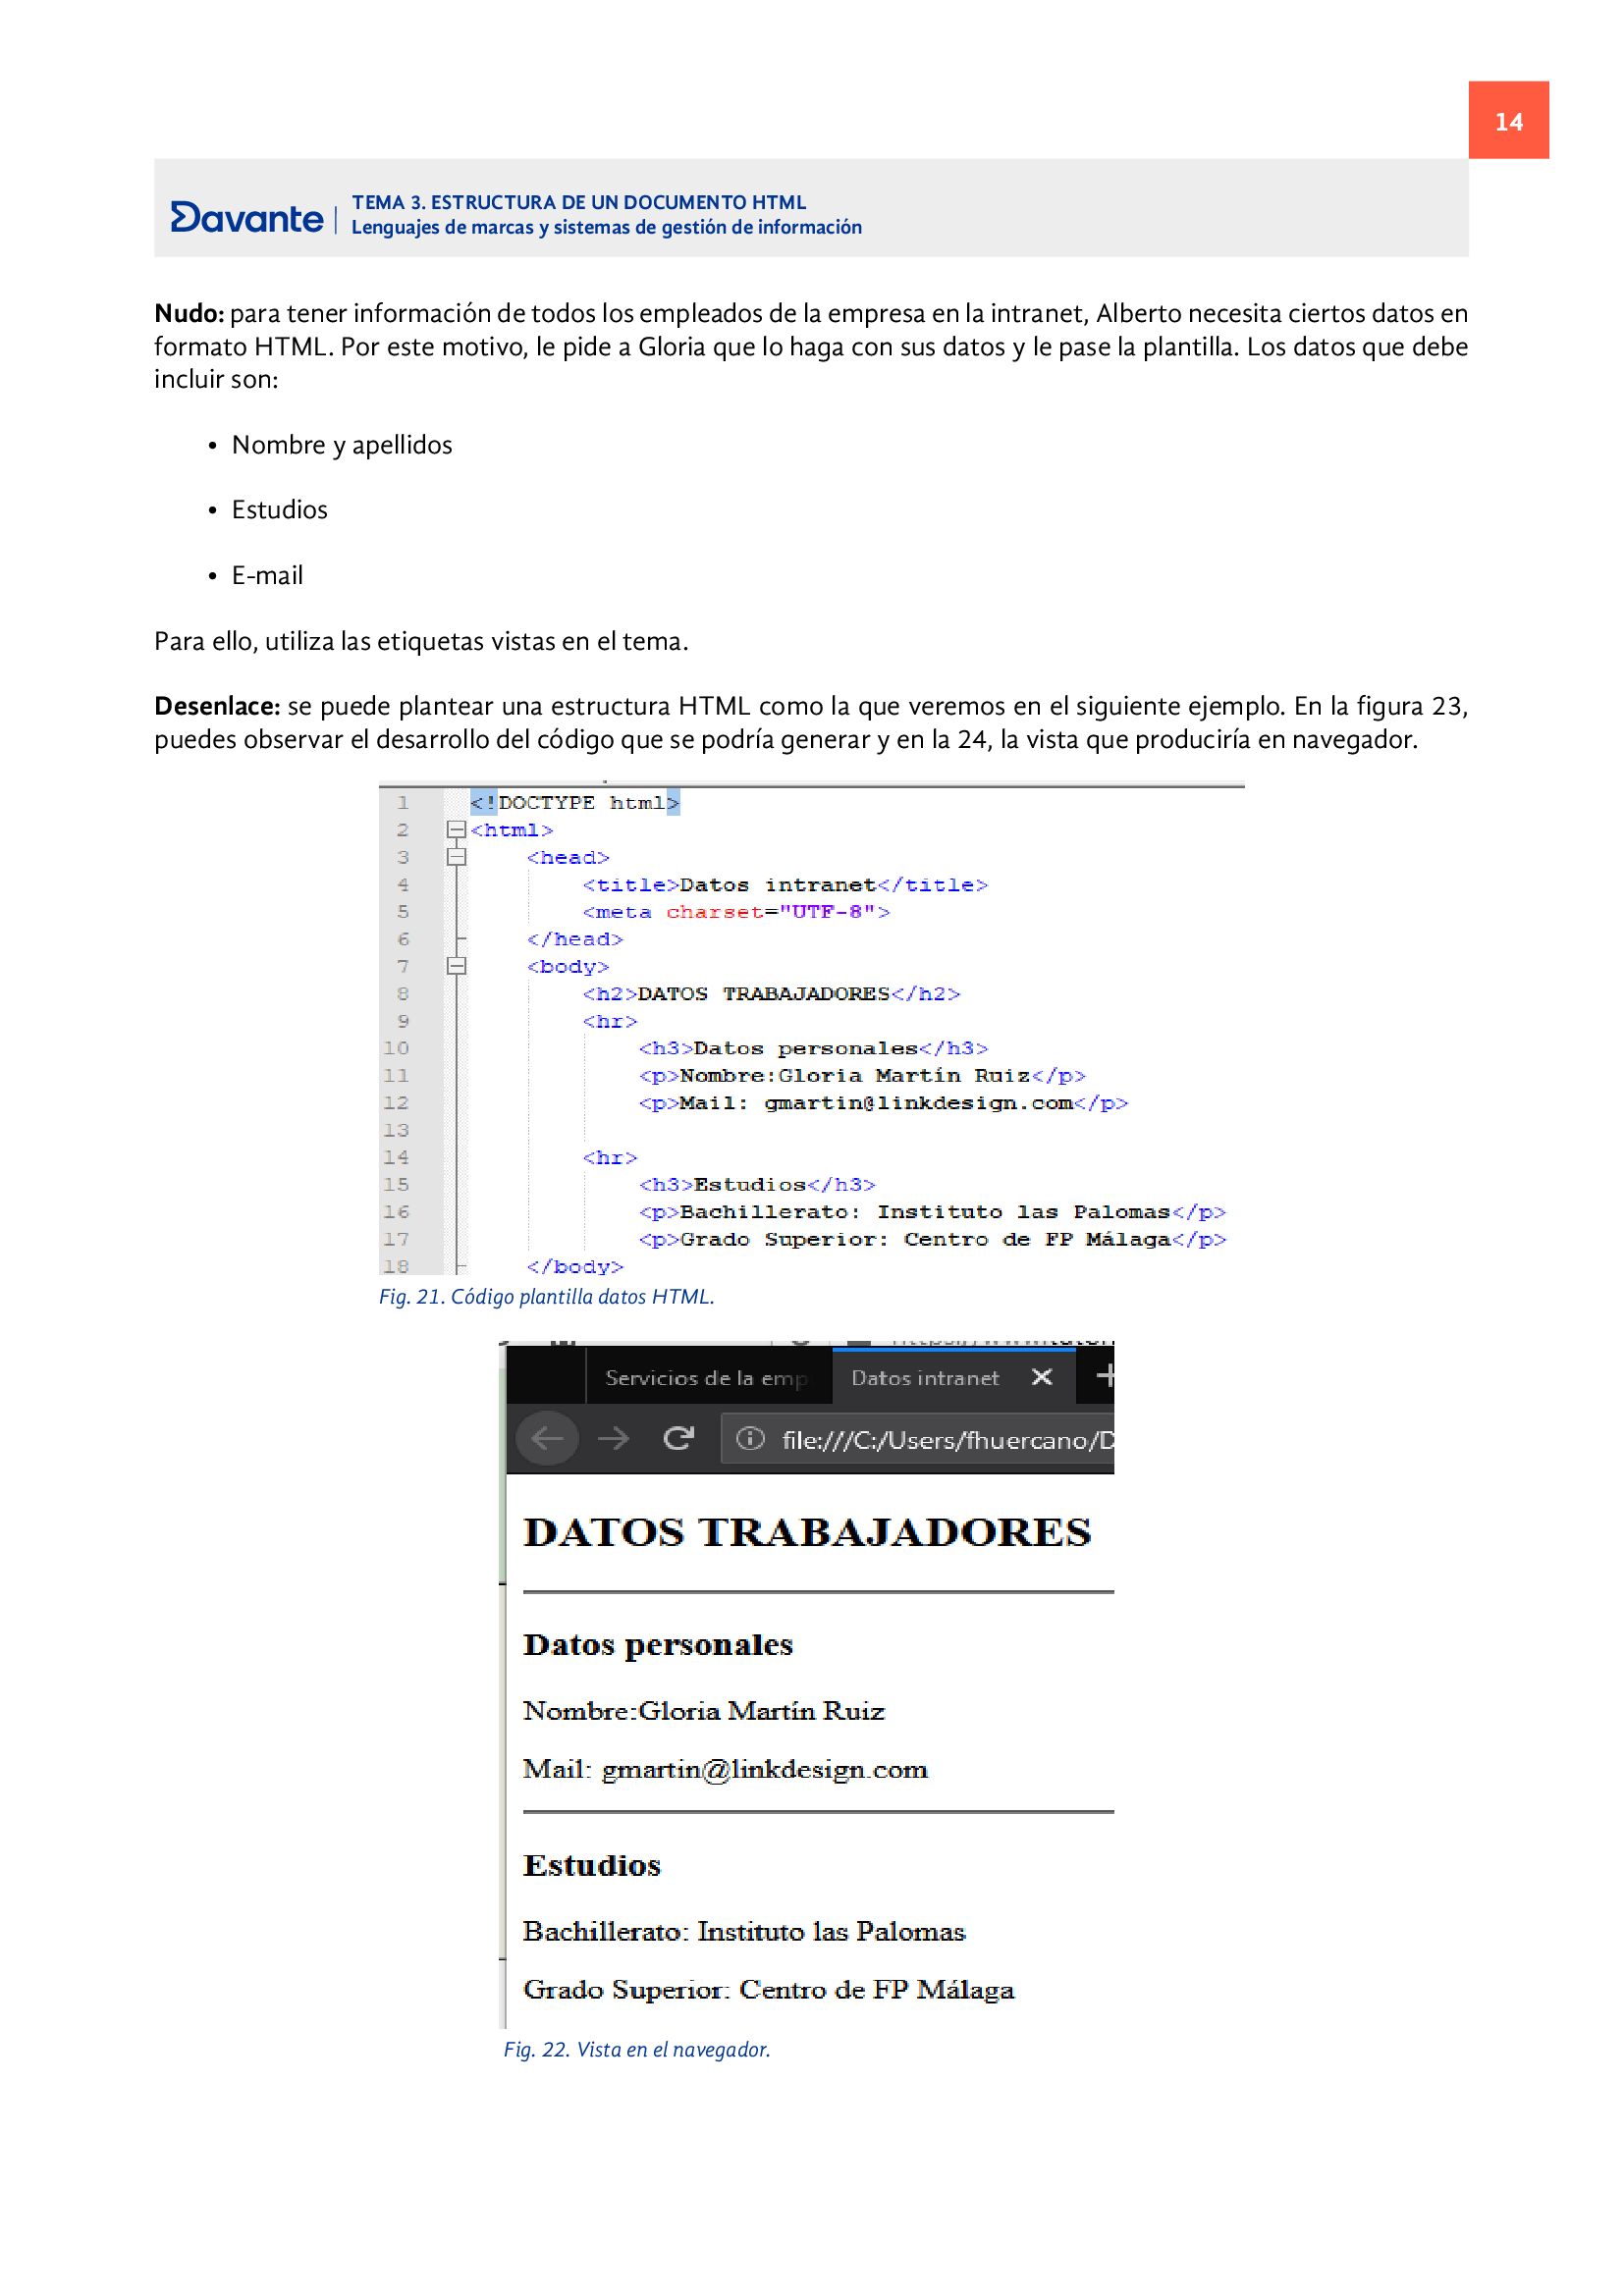 14
Davante
TEMA 3. ESTRUCTURA DE UN DOCUMENTO HTML
Lenguajes de marcas y sistemas de gestión de información
Nudo: para tener información de todos los empleados de la empresa en la intranet, Alberto necesita ciertos datos en
formato HTML. Por este motivo, le pide a Gloria que lo haga con sus datos y le pase la plantilla. Los datos que debe
incluir son:
• Nombre y apellidos
• Estudios
• E-mail
Para ello, utiliza las etiquetas vistas en el tema.
Desenlace: se puede plantear una estructura HTML como la que veremos en el siguiente ejemplo. En la figura 23,
puedes observar el desarrollo del código que se podría generar y en la 24, la vista que produciría en navegador.
1 <!DOCTYPE html>
2 <html>
3 <head>
4 <title>Datos intranet</title>
5 <meta charset="UTF-8">
6 </head>
7 <body>
8 <h2>DATOS TRABAJADORES</h2>
9 <hr>
10 <h3>Datos personales</h3>
11 <p>Nombre:Gloria Martín Ruiz</p>
12 <p>Mail: gmartin@linkdesign.com</p>
13
14 <hr>
15 <h3>Estudios</h3>
16 <p>Bachillerato: Instituto las Palomas</p>
17 <p>Grado Superior: Centro de FP Málaga</p>
18 </body>
Fig. 21. Código plantilla datos HTML.
Servicios de la emp
Datos intranet
file:///C:/Users/fhuercano/D
DATOS TRABAJADORES
Datos personales
Nombre:Gloria Martín Ruiz
Mail: gmartin@linkdesign.com
Estudios
Bachillerato: Instituto las Palomas
Grado Superior: Centro de FP Málaga
Fig. 22. Vista en el navegador.